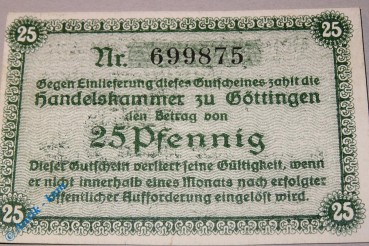 25 25
Nr. 699875
Gegen Einlieferung dieses Gutscheines zahlt die
Handelskammer zu Göttingen
den Betrag von
25 Pfennig
Dieser Gutschein verliert seine Gültigkeit, wenn
er nicht innerhalb eines Monats nach erfolgter
öffentlicher Aufforderung eingelöst wird.
25 25